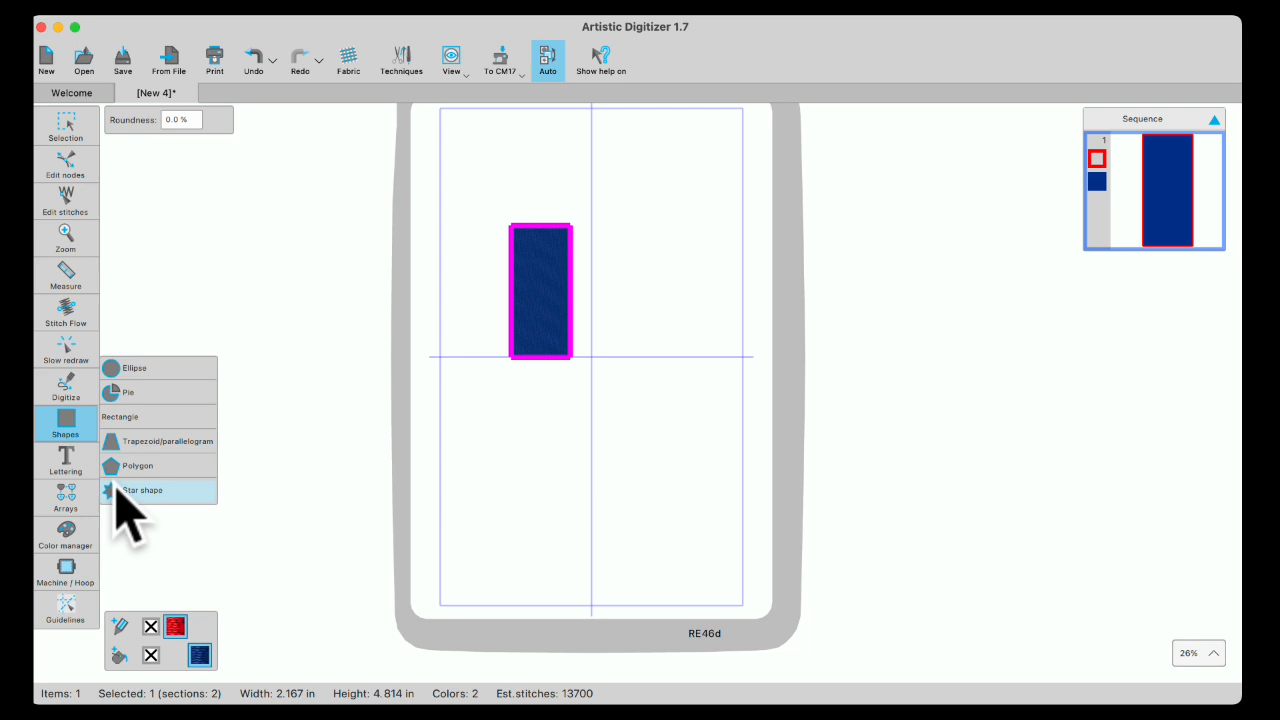 Artistic Digitizer 1.7
New Open Save From File Print Undo Redo Fabric Techniques View To CM17 Auto Show help on
Welcome [New 4]*
Selection
Edit nodes
Edit stitches
Zoom
Measure
Stitch Flow
Slow redraw
Digitize
Shapes
Lettering
Arrays
Color manager
Machine / Hoop
Guidelines
Roundness: 0.0 %
Ellipse
Pie
Rectangle
Trapezoid/parallelogram
Polygon
Star shape
RE46d
Sequence
1
26%
Items: 1 Selected: 1 (sections: 2) Width: 2.167 in Height: 4.814 in Colors: 2 Est.stitches: 13700